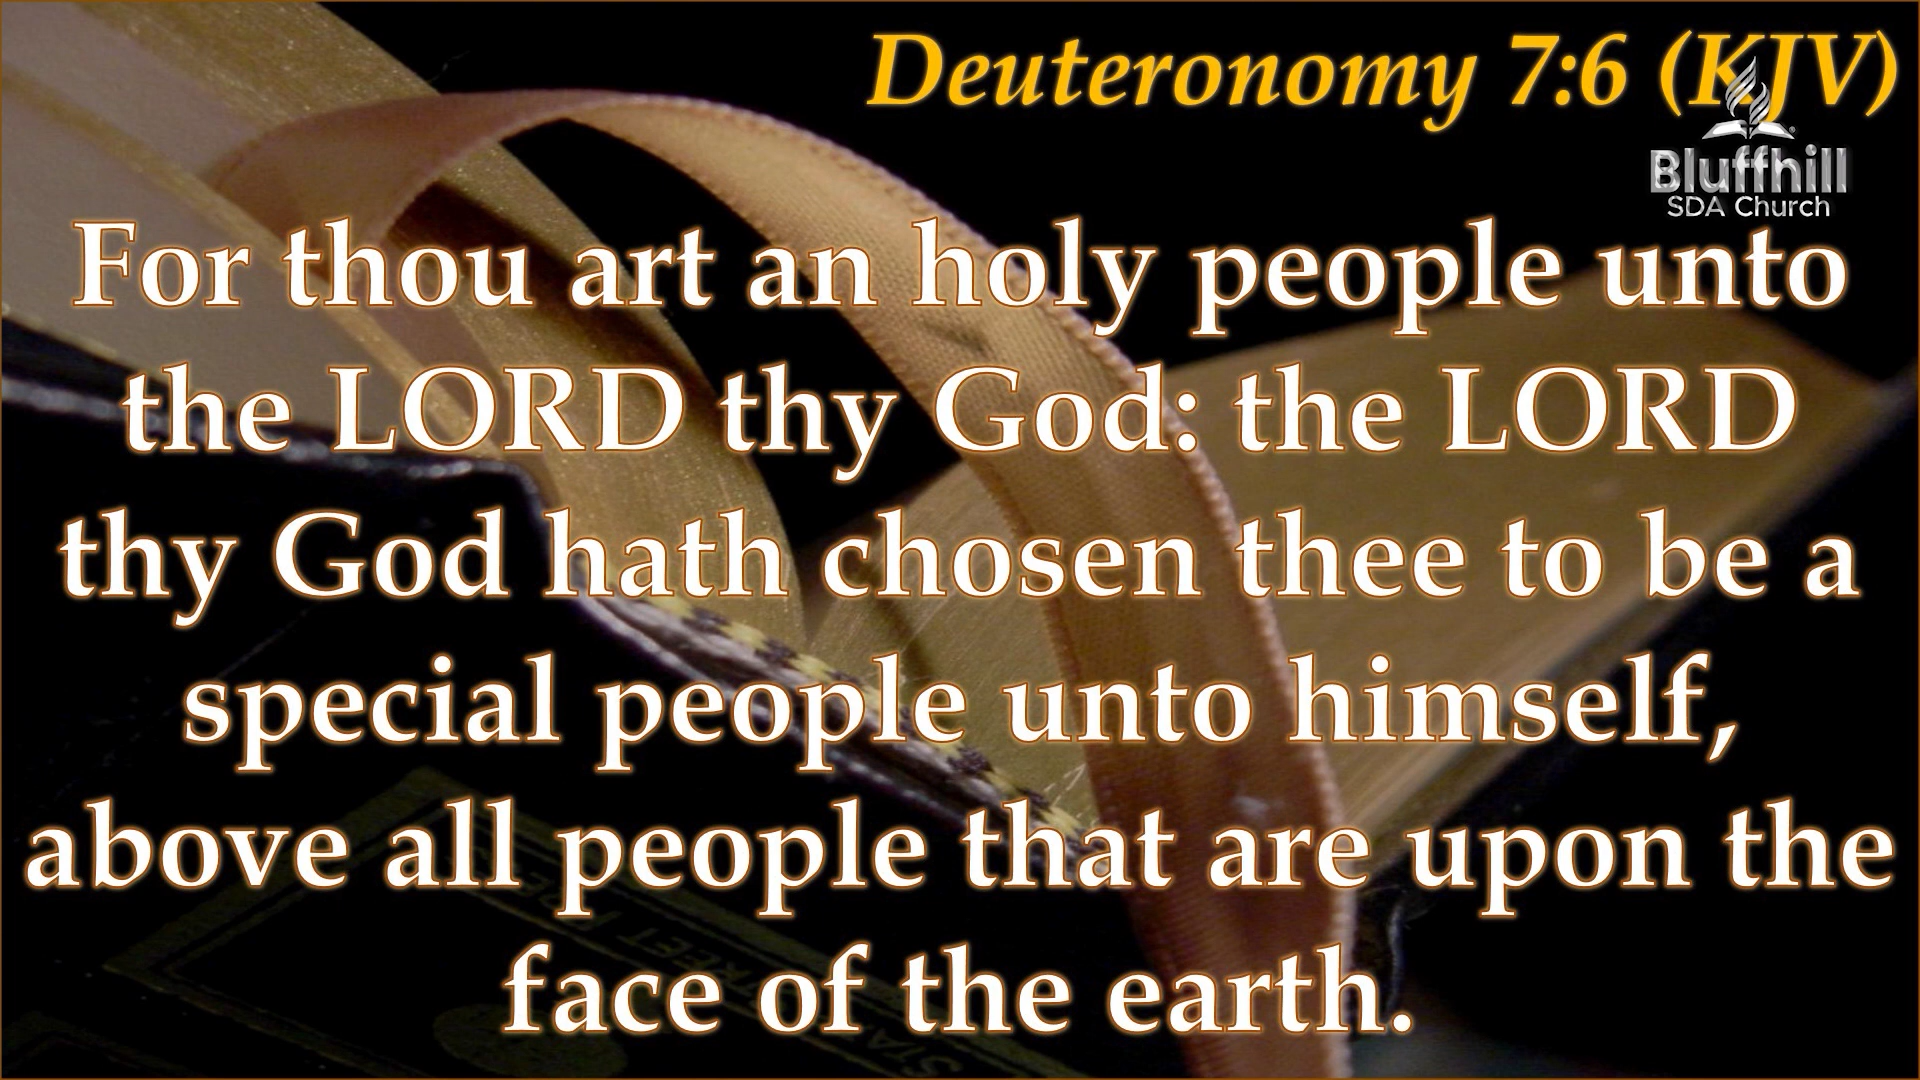 Deuteronomy 7:6 (KJV)
Bluffhill
SDA Church
For thou art an holy people unto
the LORD thy God: the LORD
thy God hath chosen thee to be a
special people unto himself,
above all people that are upon the
face of the earth.